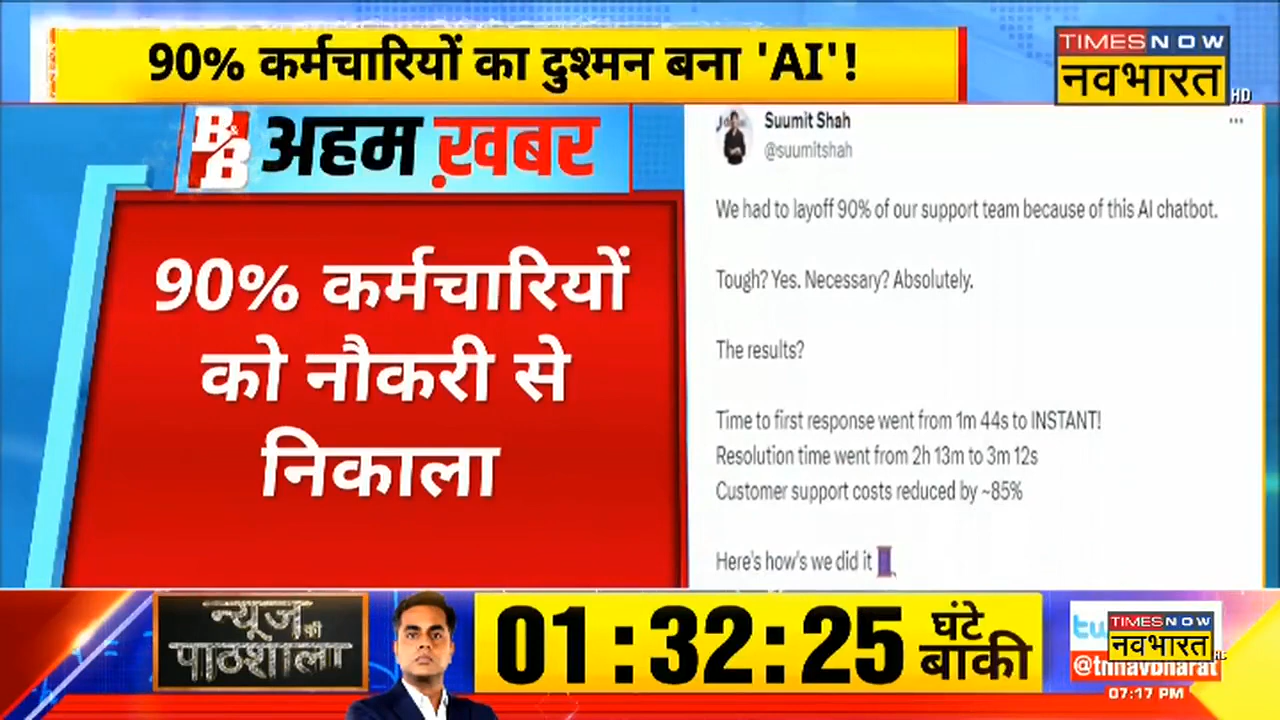 90% कर्मचारियों का दुश्मन बना 'AI'!
TIMES NOW
नवभारत
HD
B&B अहम ख़बर
90% कर्मचारियों
को नौकरी से
निकाला
Suumit Shah
@suumitshah
We had to layoff 90% of our support team because of this AI chatbot.
Tough? Yes. Necessary? Absolutely.
The results?
Time to first response went from 1m 44s to INSTANT!
Resolution time went from 2h 13m to 3m 12s
Customer support costs reduced by ~85%
Here's how's we did it
न्यूज़ की
पाठशाला
01:32:25
घंटे
बाकी
TIMES NOW
नवभारत
@tnnavbharat
07:17 PM